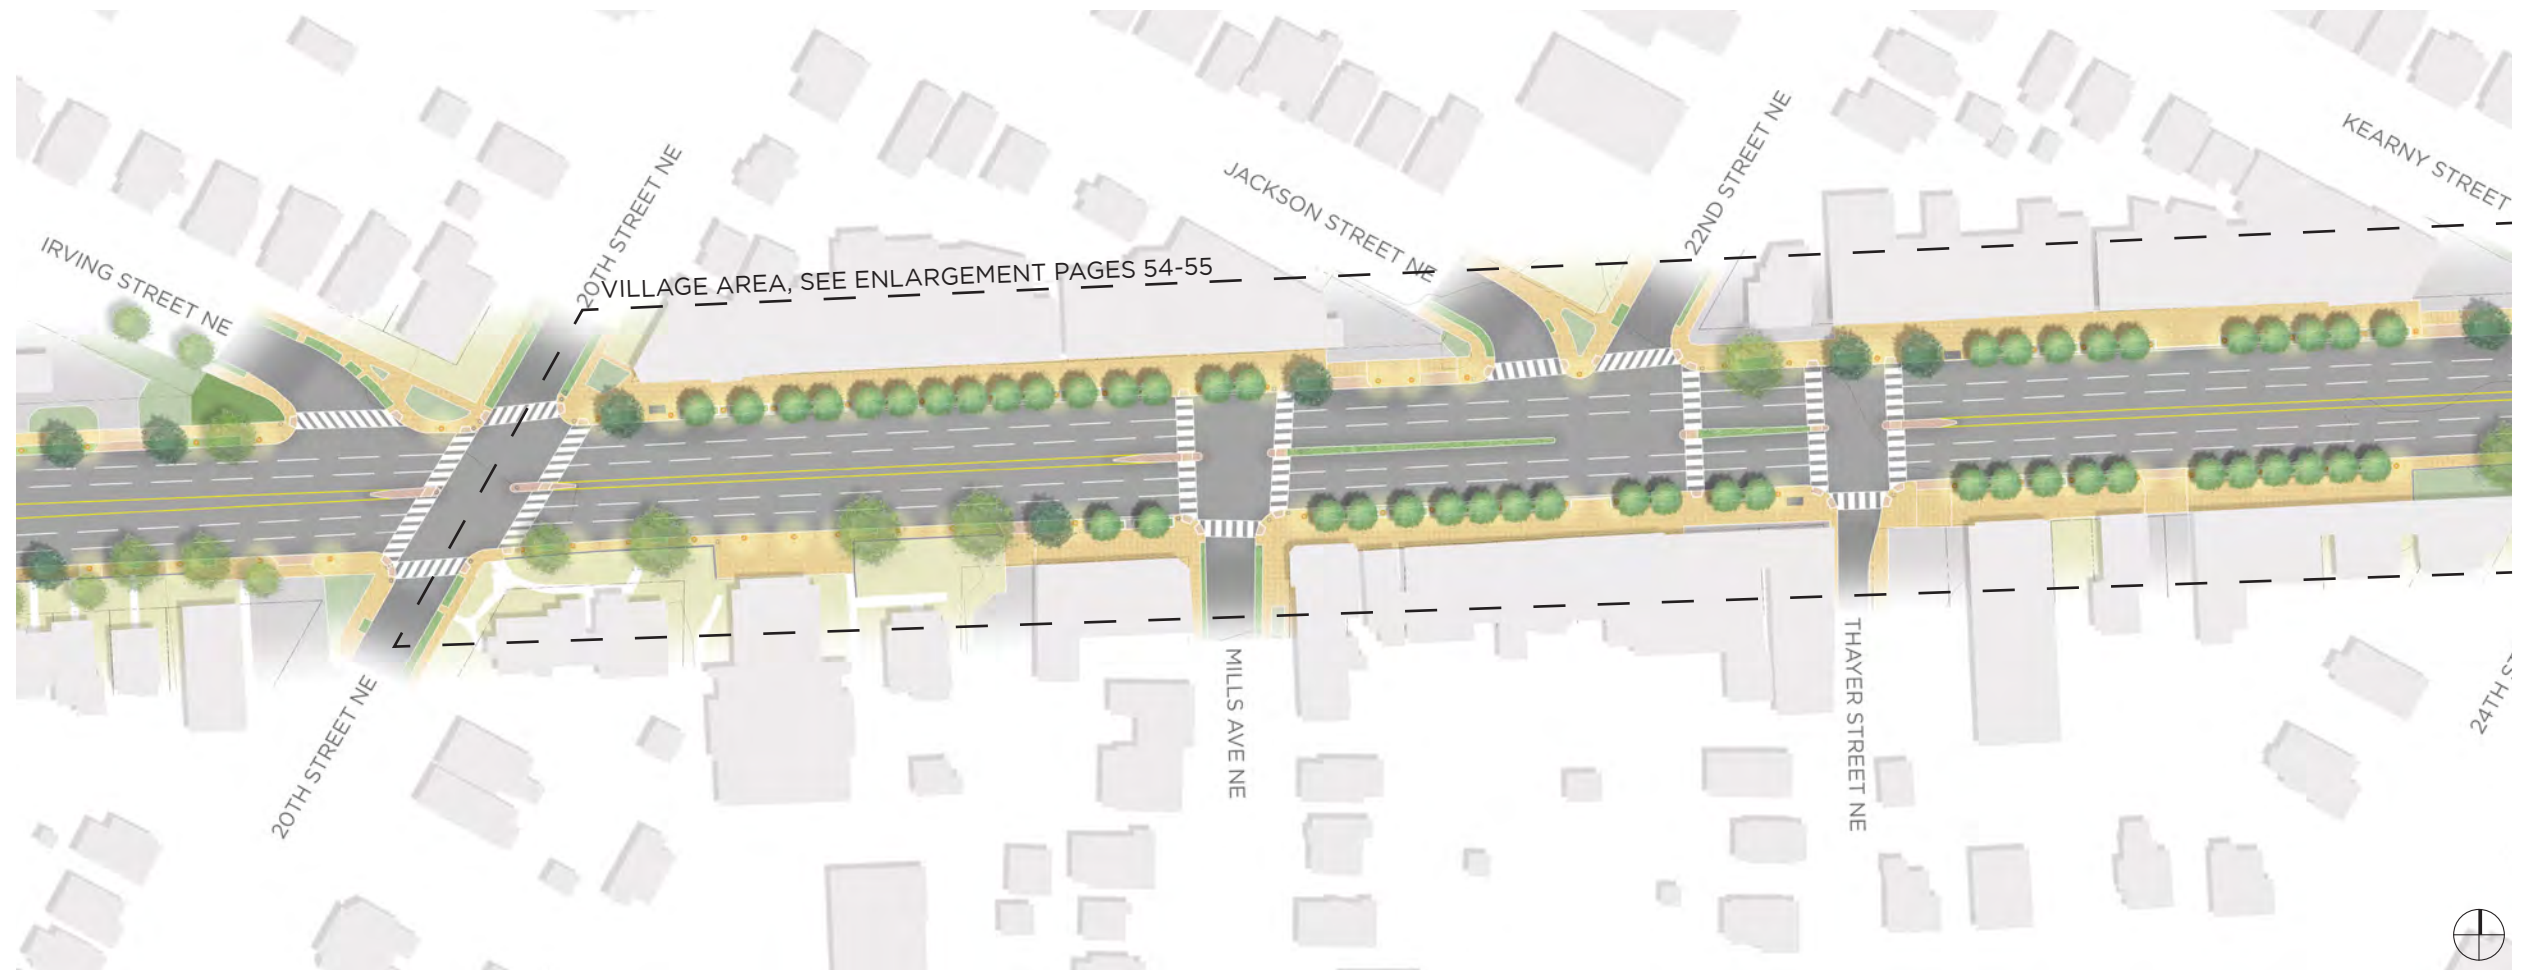 IRVING STREET NE
20TH STREET NE
VILLAGE AREA, SEE ENLARGEMENT PAGES 54-55
JACKSON STREET NE
22ND STREET NE
KEARNY STREET
20TH STREET NE
MILLS AVE NE
THAYER STREET NE
24TH